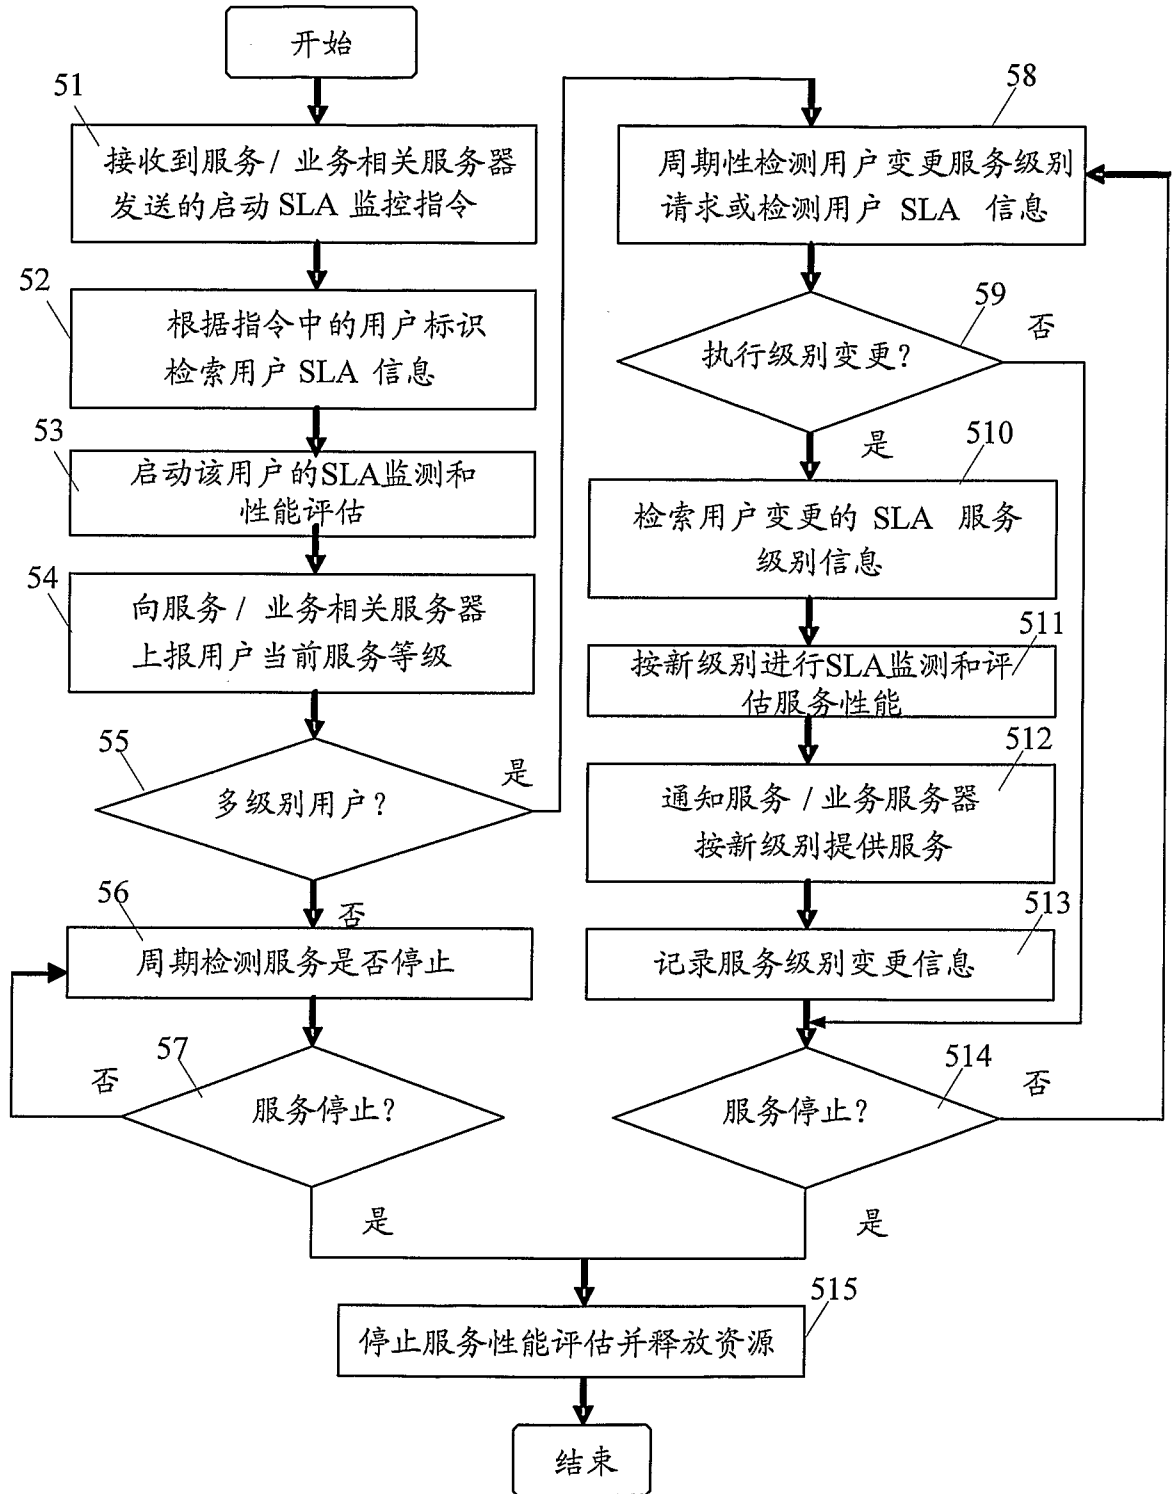 开始
51
接收到服务/ 业务相关服务器
发送的启动 SLA 监控指令
52
根据指令中的用户标识
检索用户 SLA 信息
53
启动该用户的SLA监测和
性能评估
54
向服务/ 业务相关服务器
上报用户当前服务等级
55
多级别用户?
是
否
56
周期检测服务是否停止
57
服务停止?
否
是
58
周期性检测用户变更服务级别
请求或检测用户 SLA 信息
59
执行级别变更?
否
是
510
检索用户变更的 SLA 服务
级别信息
511
按新级别进行SLA监测和评
估服务性能
512
通知服务 /业务服务器
按新级别提供服务
513
记录服务级别变更信息
514
服务停止?
否
是
515
停止服务性能评估并释放资源
结束